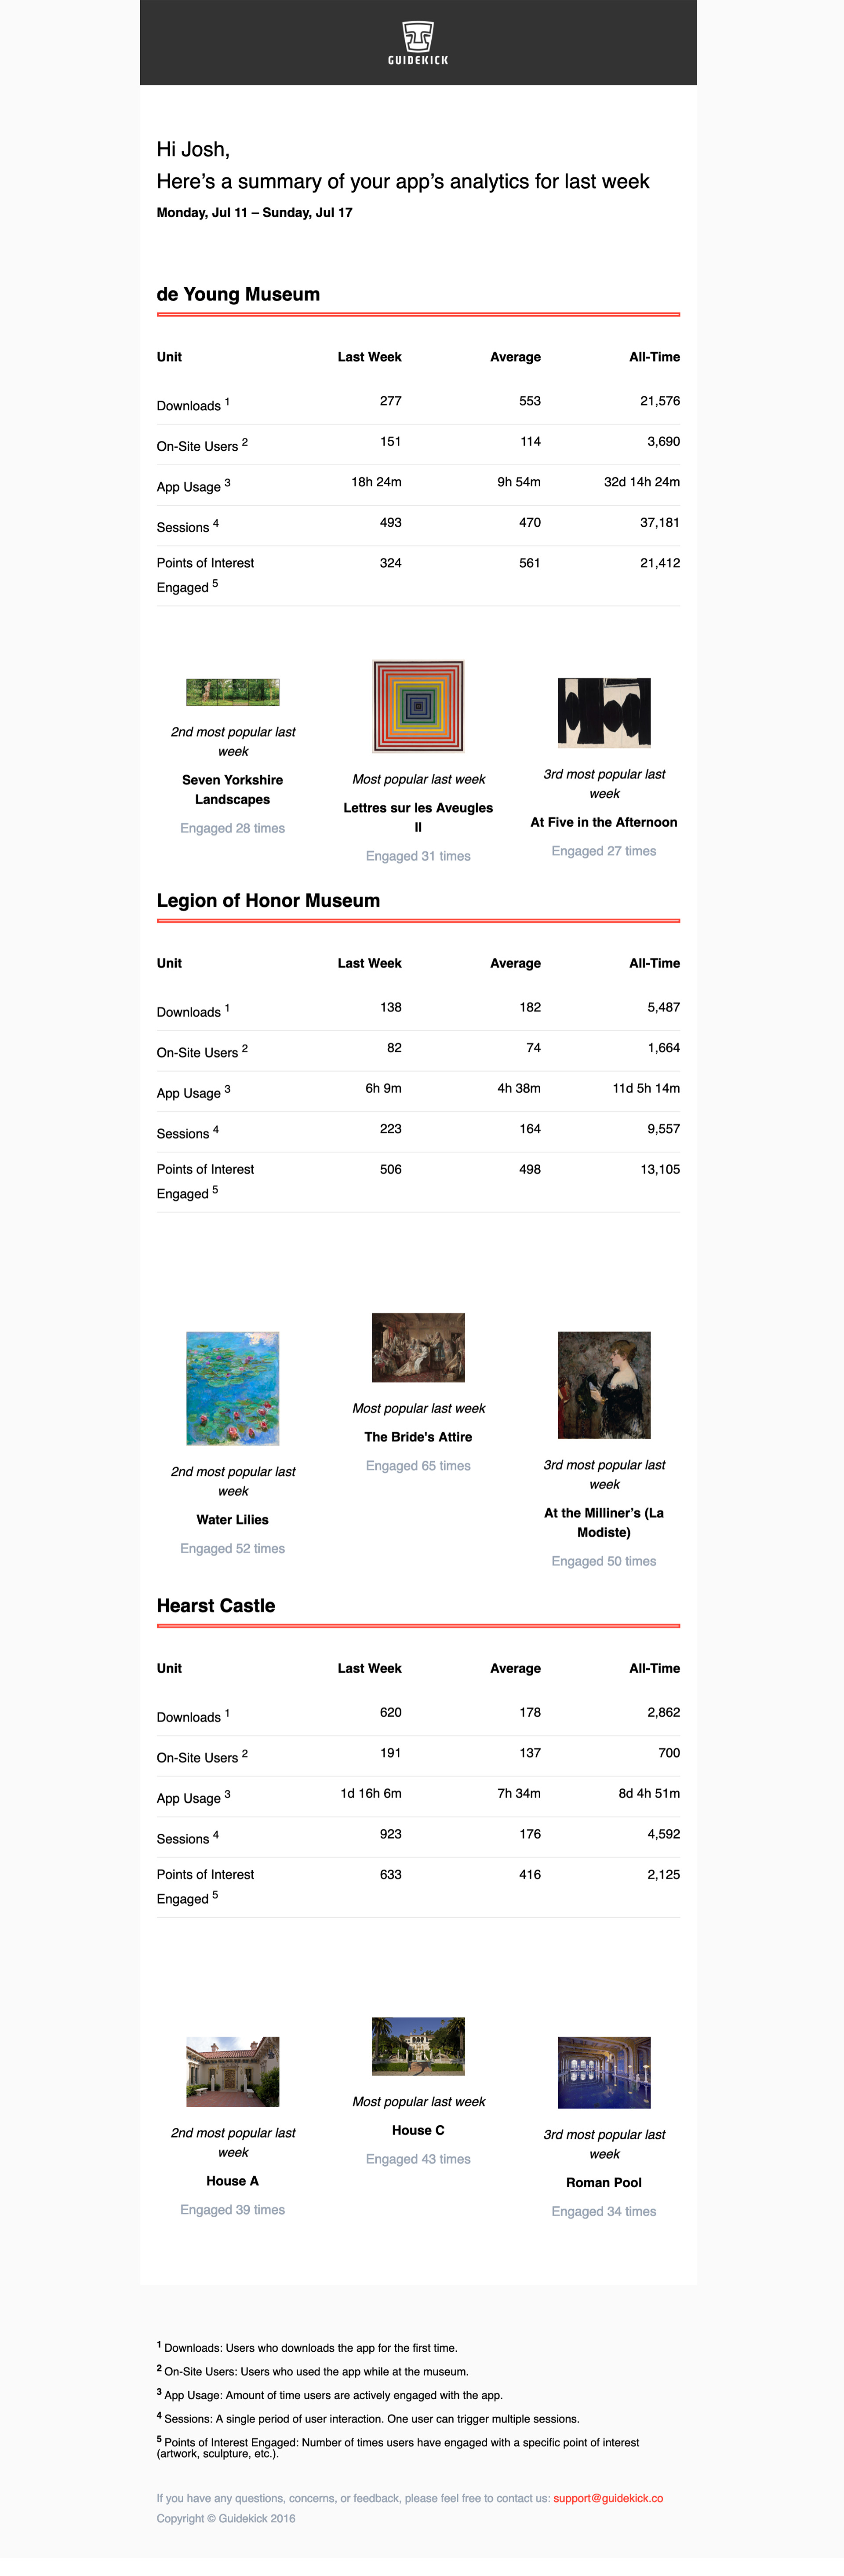 GUIDEKICK
Hi Josh,
Here’s a summary of your app’s analytics for last week
Monday, Jul 11 – Sunday, Jul 17
de Young Museum
Unit Last Week Average All-Time
Downloads 1 277 553 21,576
On-Site Users 2 151 114 3,690
App Usage 3 18h 24m 9h 54m 32d 14h 24m
Sessions 4 493 470 37,181
Points of Interest 324 561 21,412
Engaged 5
2nd most popular last
week
Seven Yorkshire
Landscapes
Engaged 28 times
Most popular last week
Lettres sur les Aveugles
II
Engaged 31 times
3rd most popular last
week
At Five in the Afternoon
Engaged 27 times
Legion of Honor Museum
Unit Last Week Average All-Time
Downloads 1 138 182 5,487
On-Site Users 2 82 74 1,664
App Usage 3 6h 9m 4h 38m 11d 5h 14m
Sessions 4 223 164 9,557
Points of Interest 506 498 13,105
Engaged 5
2nd most popular last
week
Water Lilies
Engaged 52 times
Most popular last week
The Bride's Attire
Engaged 65 times
3rd most popular last
week
At the Milliner’s (La
Modiste)
Engaged 50 times
Hearst Castle
Unit Last Week Average All-Time
Downloads 1 620 178 2,862
On-Site Users 2 191 137 700
App Usage 3 1d 16h 6m 7h 34m 8d 4h 51m
Sessions 4 923 176 4,592
Points of Interest 633 416 2,125
Engaged 5
2nd most popular last
week
House A
Engaged 39 times
Most popular last week
House C
Engaged 43 times
3rd most popular last
week
Roman Pool
Engaged 34 times
1 Downloads: Users who downloads the app for the first time.
2 On-Site Users: Users who used the app while at the museum.
3 App Usage: Amount of time users are actively engaged with the app.
4 Sessions: A single period of user interaction. One user can trigger multiple sessions.
5 Points of Interest Engaged: Number of times users have engaged with a specific point of interest
(artwork, sculpture, etc.).
If you have any questions, concerns, or feedback, please feel free to contact us: support@guidekick.co
Copyright © Guidekick 2016